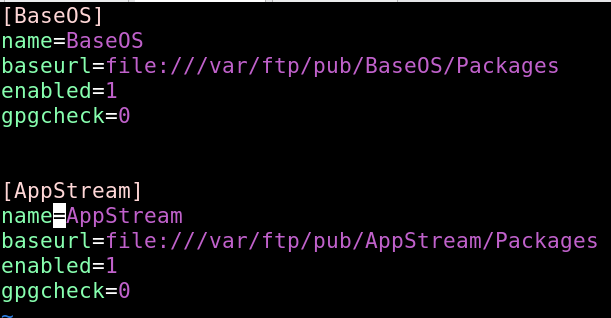 [BaseOS]
name=BaseOS
baseurl=file:///var/ftp/pub/BaseOS/Packages
enabled=1
gpgcheck=0
[AppStream]
name=AppStream
baseurl=file:///var/ftp/pub/AppStream/Packages
enabled=1
gpgcheck=0
~